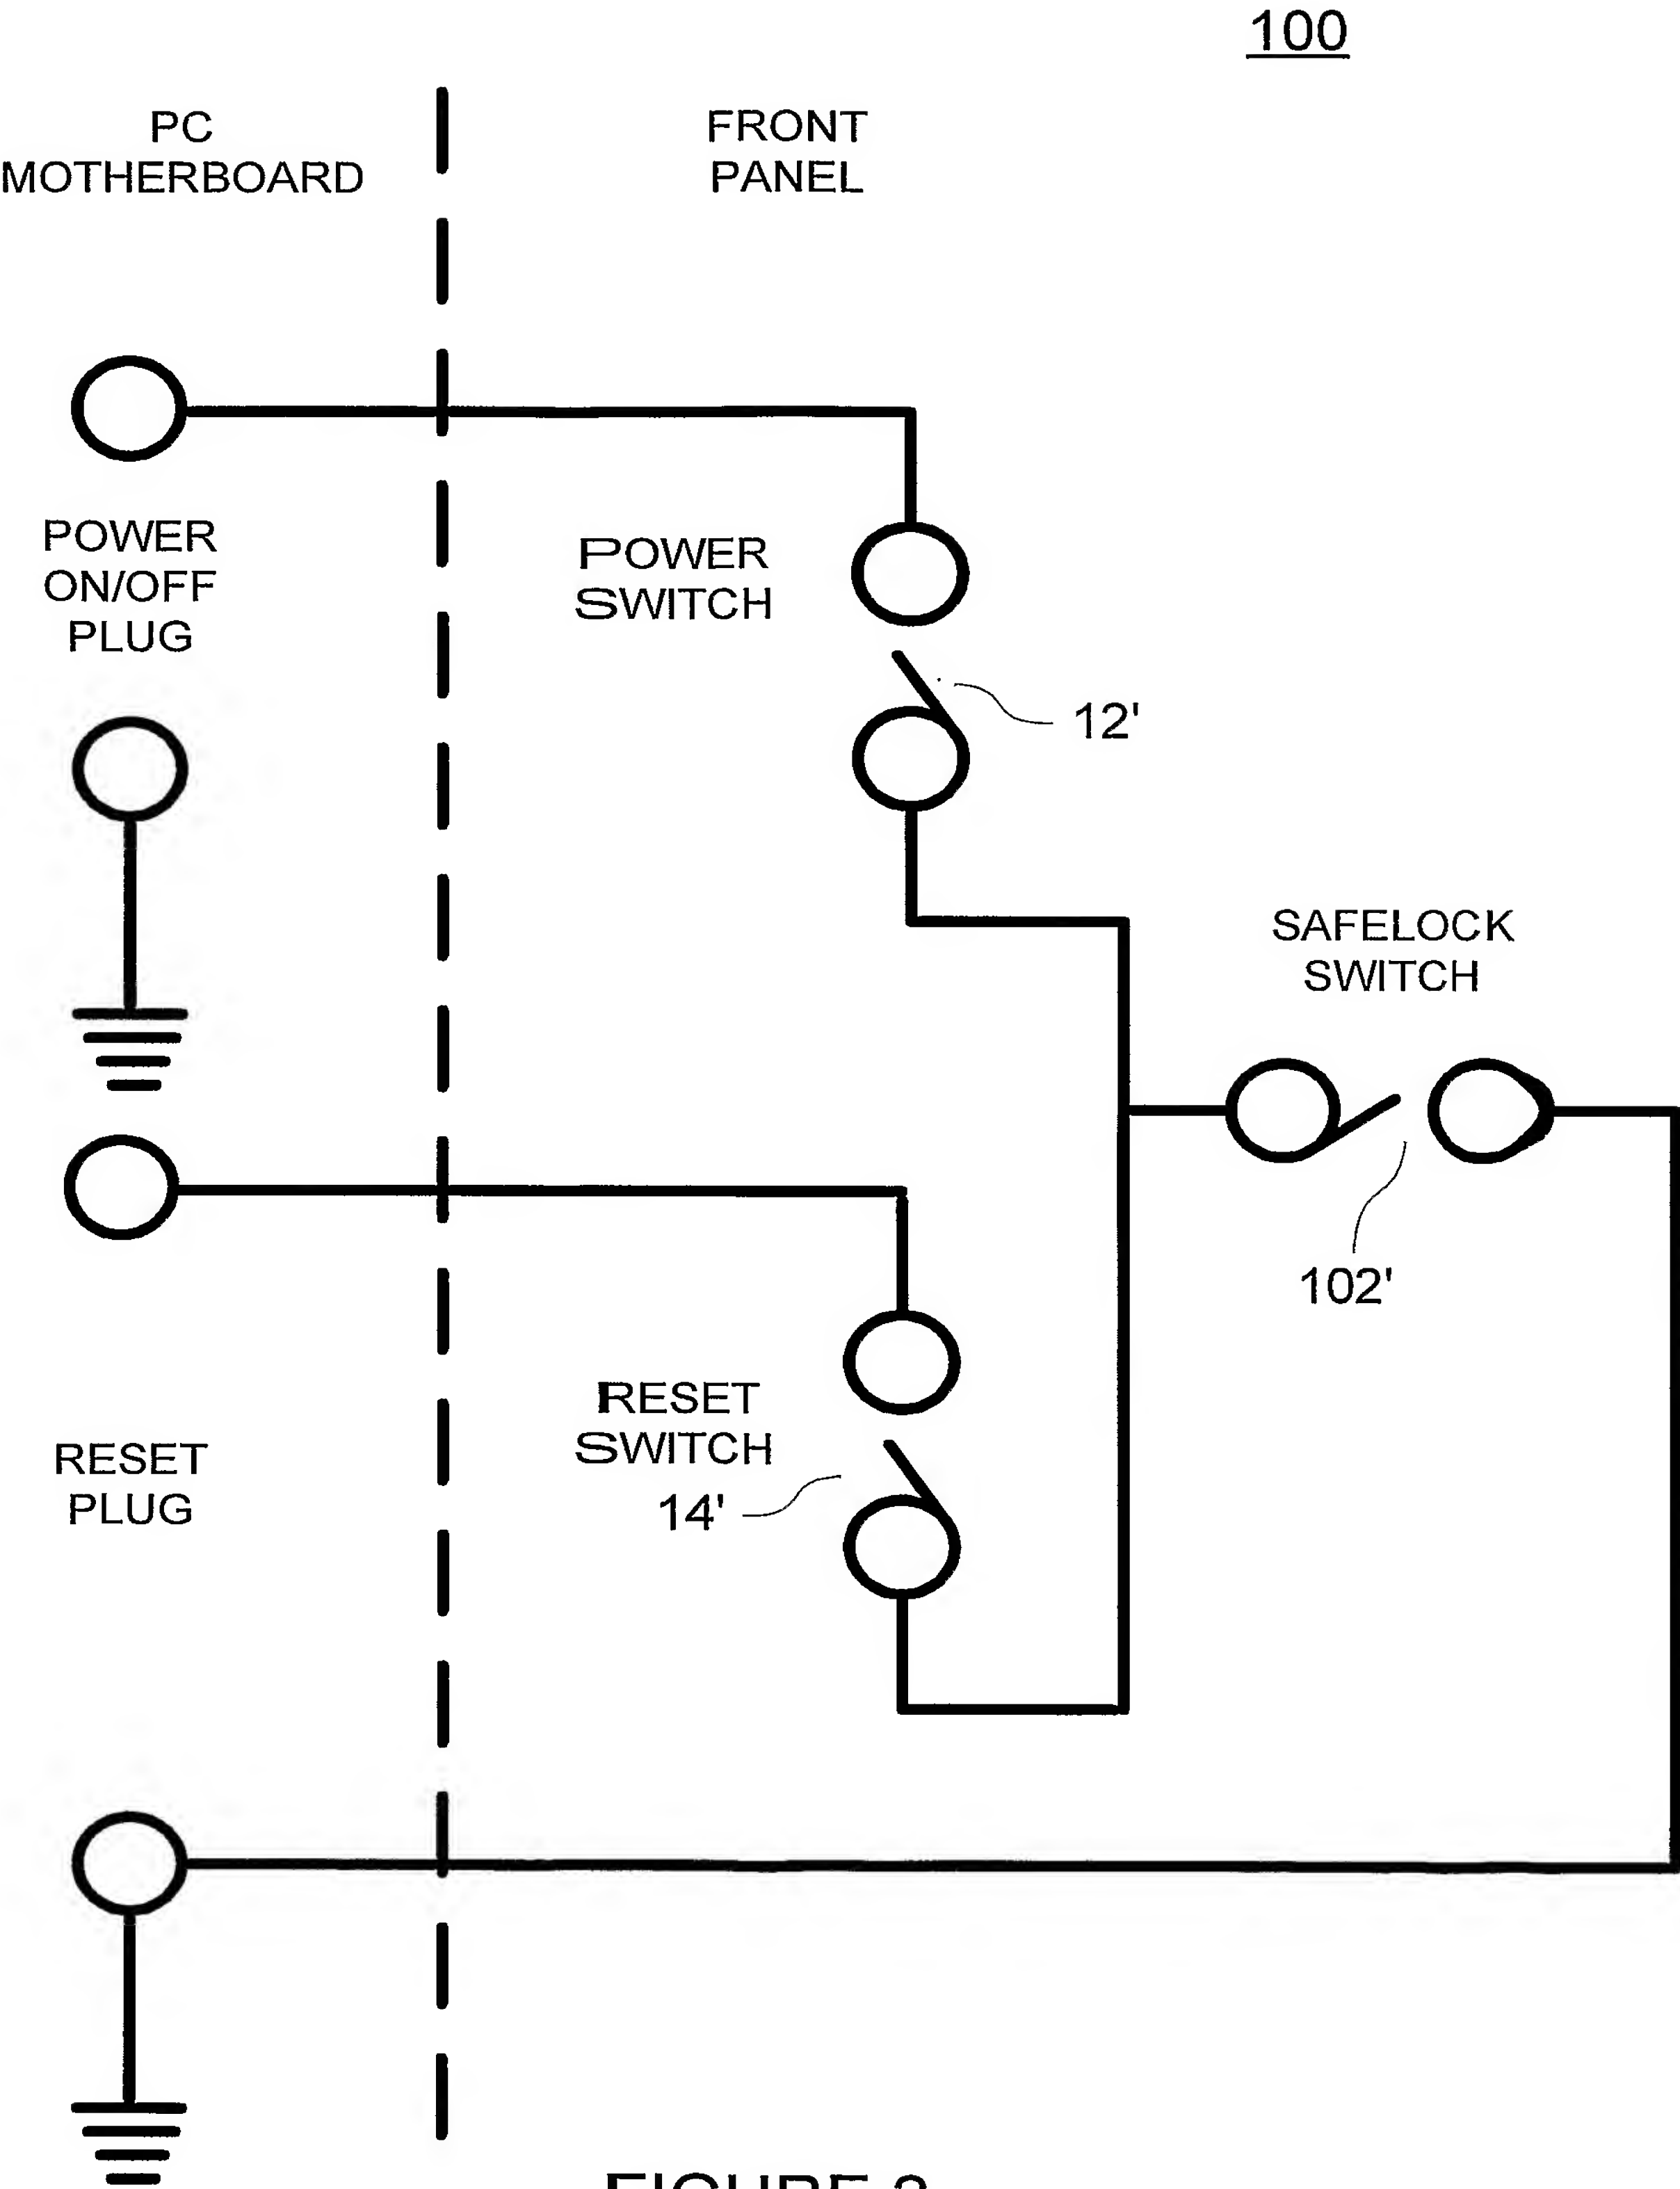 100
PC
MOTHERBOARD
FRONT
PANEL
POWER
ON/OFF
PLUG
POWER
SWITCH
12'
SAFELOCK
SWITCH
102'
RESET
SWITCH
14'
RESET
PLUG
FIGURE